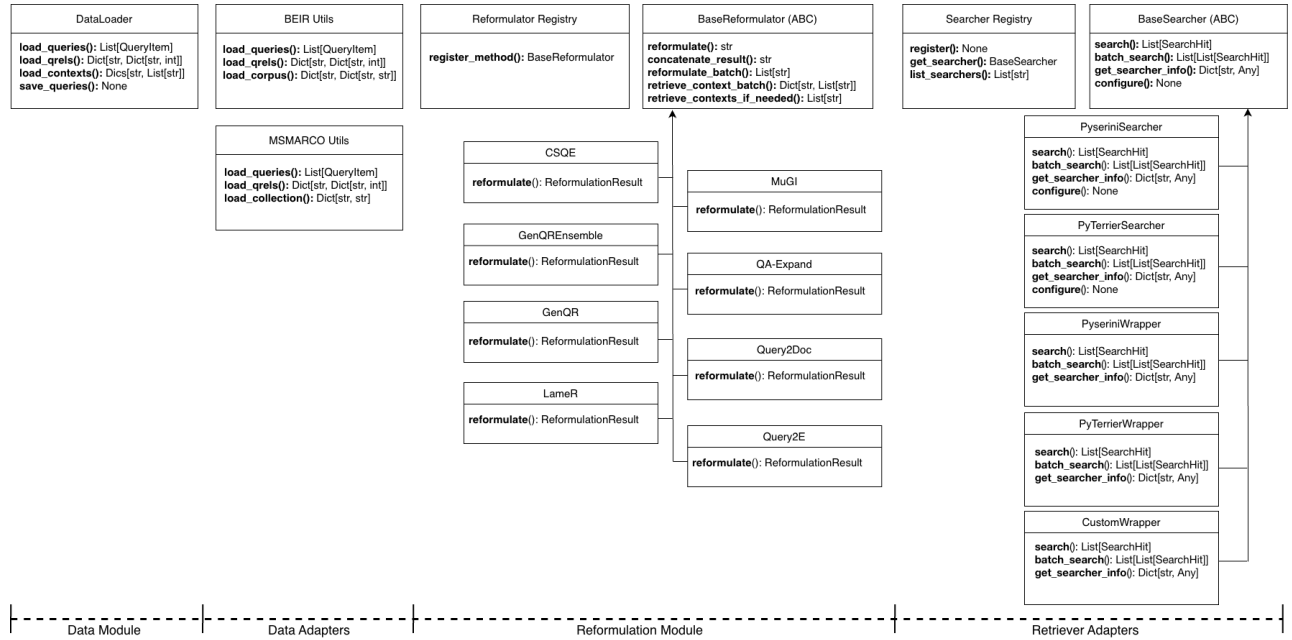 DataLoader
load_queries(): List[QueryItem]
load_qrels(): Dict[str, Dict[str, int]]
load_contexts(): Dics[str, List[str]]
save_queries(): None
BEIR Utils
load_queries(): List[QueryItem]
load_qrels(): Dict[str, Dict[str, int]]
load_corpus(): Dict[str, Dict[str, str]]
MSMARCO Utils
load_queries(): List[QueryItem]
load_qrels(): Dict[str, Dict[str, int]]
load_collection(): Dict[str, str]
Reformulator Registry
register_method(): BaseReformulator
BaseReformulator (ABC)
reformulate(): str
concatenate_result(): str
reformulate_batch(): List[str]
retrieve_context_batch(): Dict[str, List[str]]
retrieve_contexts_if_needed(): List[str]
CSQE
reformulate(): ReformulationResult
MuGI
reformulate(): ReformulationResult
GenQREnsemble
reformulate(): ReformulationResult
QA-Expand
reformulate(): ReformulationResult
GenQR
reformulate(): ReformulationResult
Query2Doc
reformulate(): ReformulationResult
LameR
reformulate(): ReformulationResult
Query2E
reformulate(): ReformulationResult
Searcher Registry
register(): None
get_searcher(): BaseSearcher
list_searchers(): List[str]
BaseSearcher (ABC)
search(): List[SearchHit]
batch_search(): List[List[SearchHit]]
get_searcher_info(): Dict[str, Any]
configure(): None
PyseriniSearcher
search(): List[SearchHit]
batch_search(): List[List[SearchHit]]
get_searcher_info(): Dict[str, Any]
configure(): None
PyTerrierSearcher
search(): List[SearchHit]
batch_search(): List[List[SearchHit]]
get_searcher_info(): Dict[str, Any]
configure(): None
PyseriniWrapper
search(): List[SearchHit]
batch_search(): List[List[SearchHit]]
get_searcher_info(): Dict[str, Any]
PyTerrierWrapper
search(): List[SearchHit]
batch_search(): List[List[SearchHit]]
get_searcher_info(): Dict[str, Any]
CustomWrapper
search(): List[SearchHit]
batch_search(): List[List[SearchHit]]
get_searcher_info(): Dict[str, Any]
Data Module
Data Adapters
Reformulation Module
Retriever Adapters